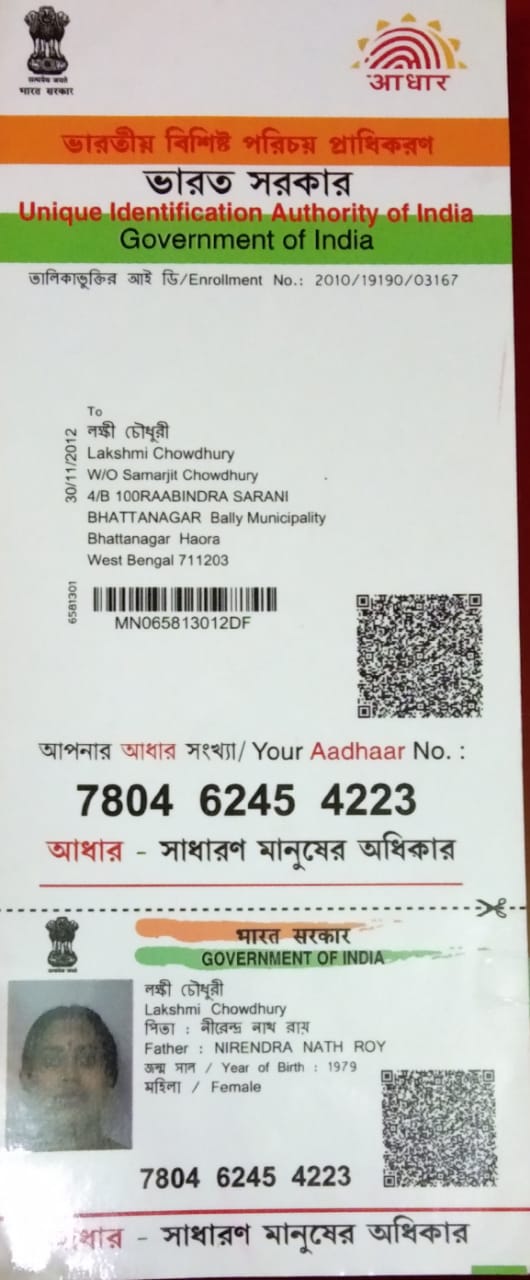 सत्यमेव जयते
भारत सरकार
आधार
ভারতীয় বিশিষ্ট পরিচয় প্রাধিকরণ
ভারত সরকার
Unique Identification Authority of India
Government of India
তালিকাভুক্তির আই ডি/Enrollment No.: 2010/19190/03167
To
লক্ষী চৌধুরী
Lakshmi Chowdhury
W/O Samarjit Chowdhury
4/B 100RAABINDRA SARANI
BHATTANAGAR Bally Municipality
Bhattanagar Haora
West Bengal 711203
30/11/2012
6581301
MN065813012DF
আপনার আধার সংখ্যা/ Your Aadhaar No. :
7804 6245 4223
আধার - সাধারণ মানুষের অধিকার
भारत सरकार
GOVERNMENT OF INDIA
লক্ষী চৌধুরী
Lakshmi Chowdhury
পিতা : নীরেন্দ্র নাথ রায়
Father : NIRENDRA NATH ROY
জন্ম সাল / Year of Birth : 1979
মহিলা / Female
7804 6245 4223
- সাধারণ মানুষের অধিকার